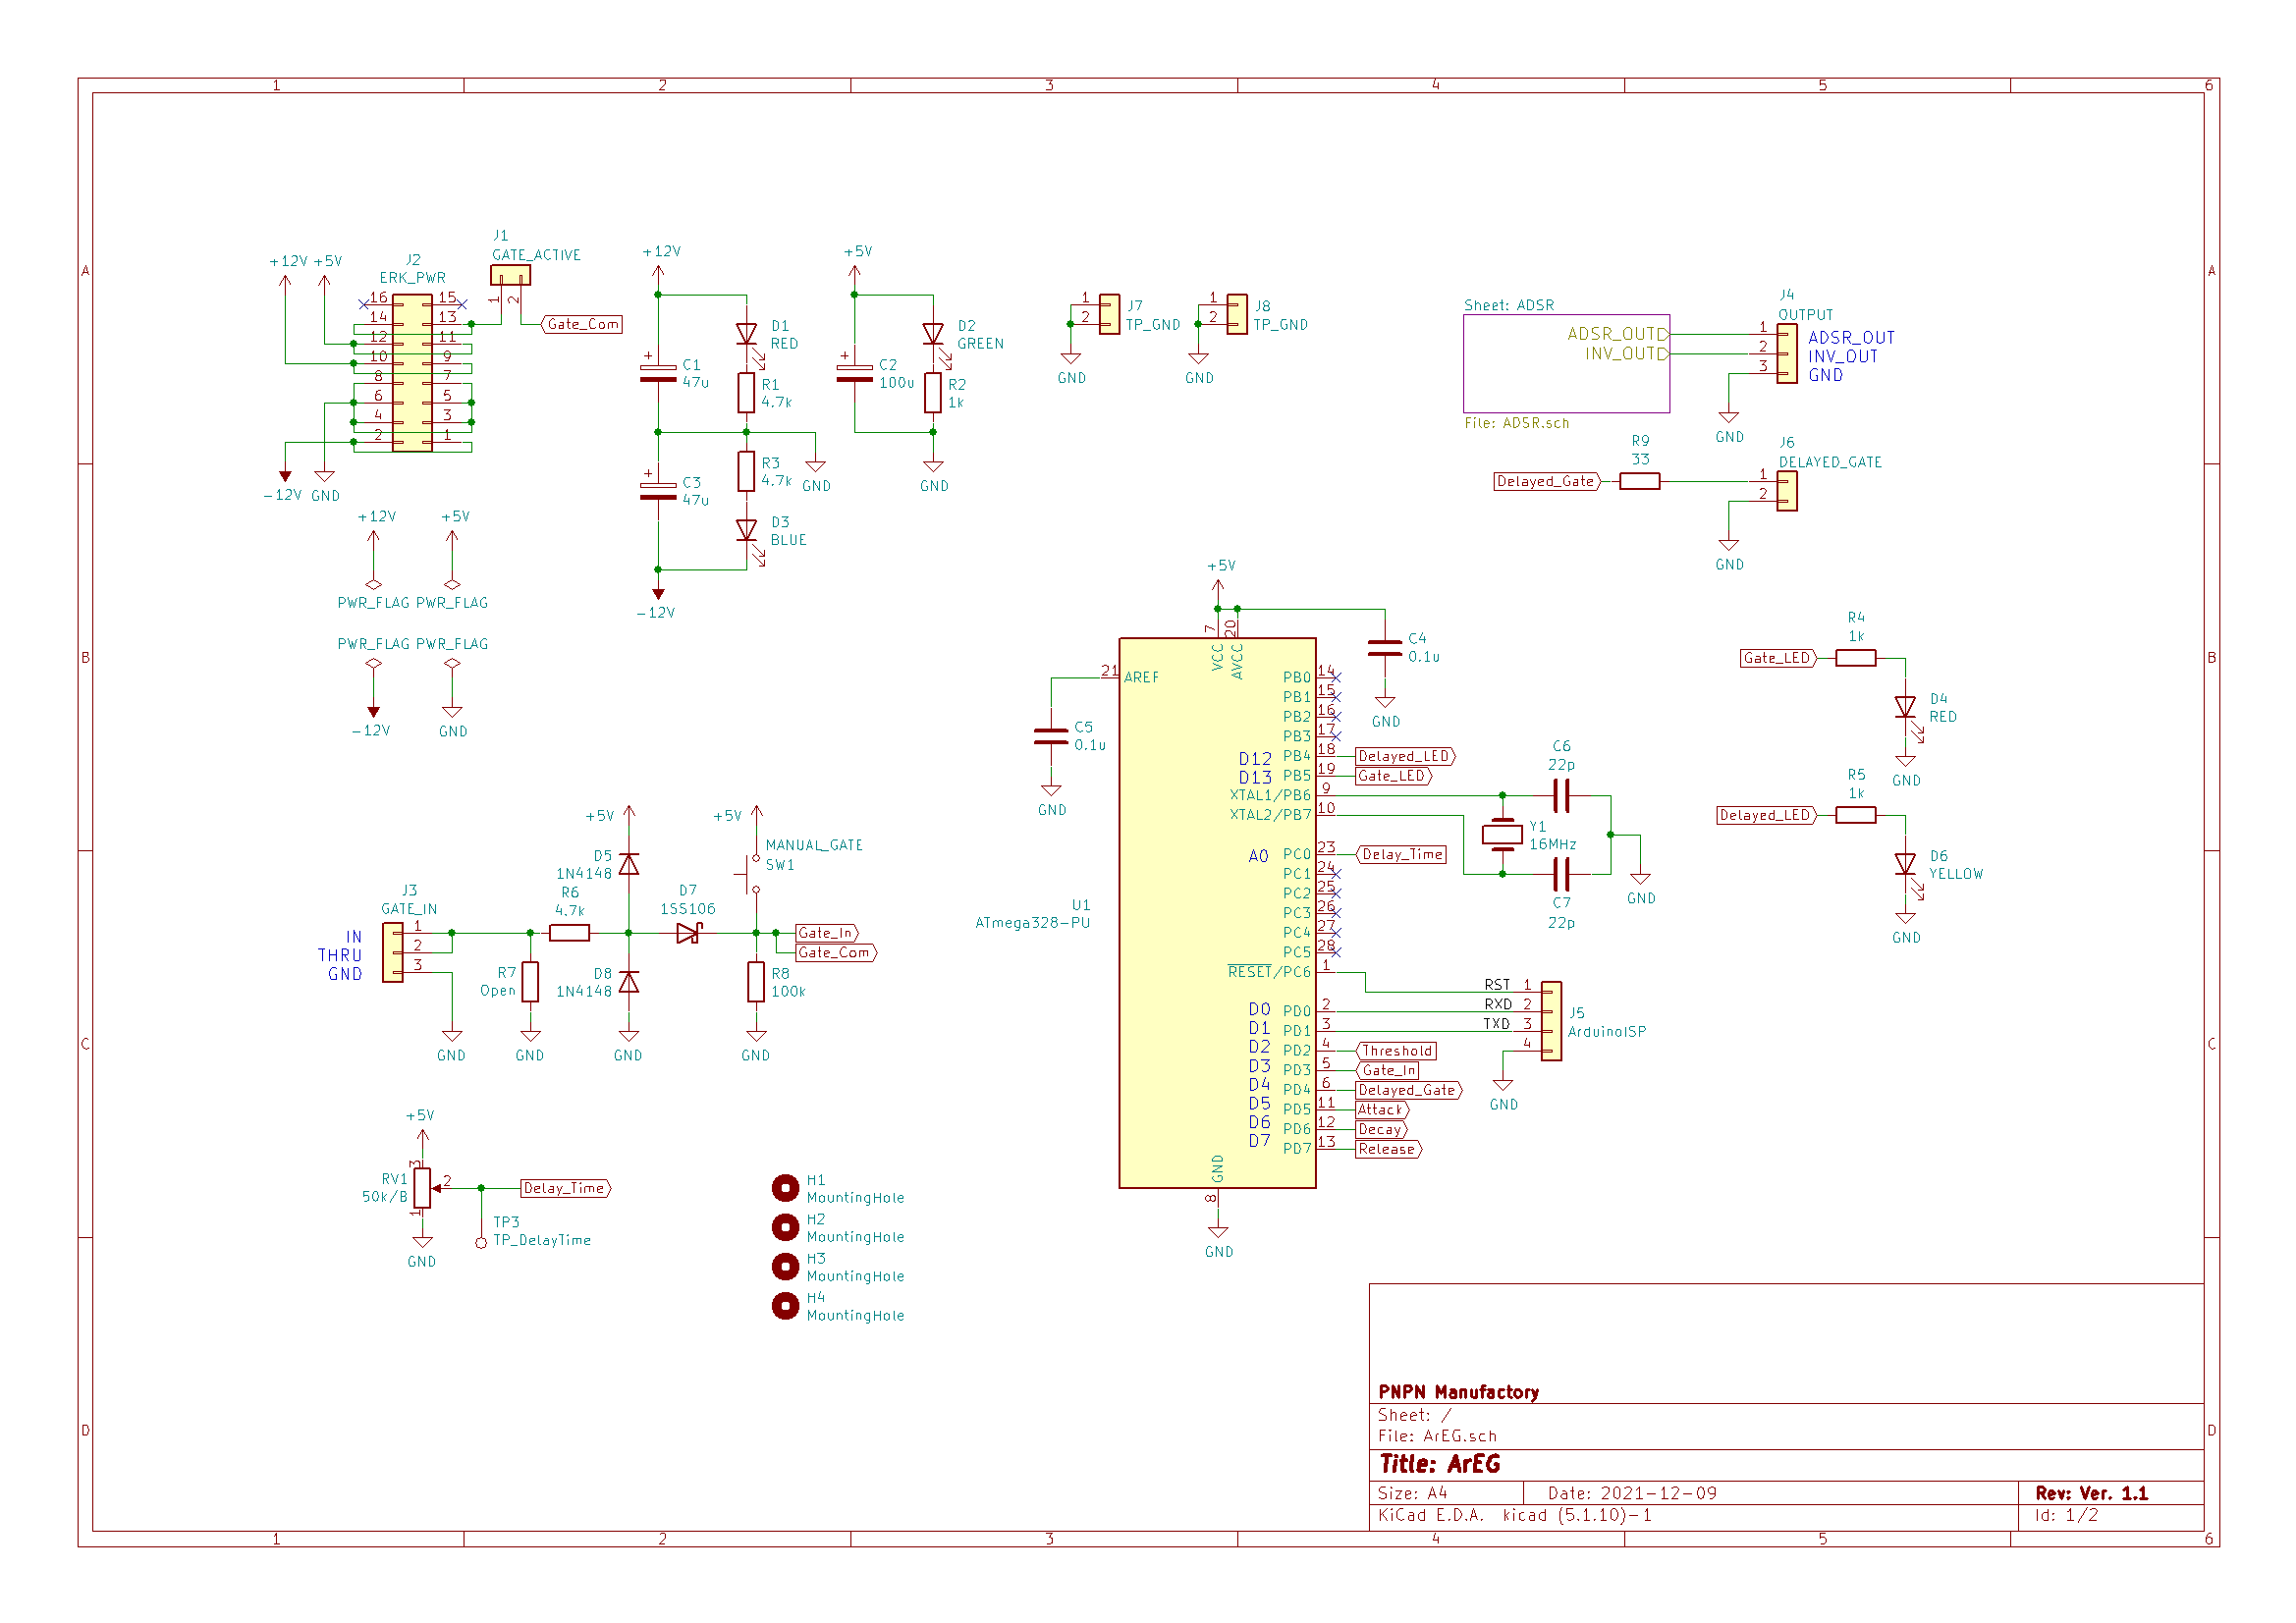 1 2 3 4 5 6
A
B
C
D
A
B
C
D
1 2 3 4 5 6
+12V +5V
J2
ERK_PWR
J1
GATE_ACTIVE
1 2
Gate_Com
16 15
14 13
12 11
10 9
8 7
6 5
4 3
2 1
-12V GND
+12V +5V
PWR_FLAG PWR_FLAG
PWR_FLAG PWR_FLAG
-12V GND
+12V
D1
RED
C1
47u
R1
4.7k
C3
47u
R3
4.7k
GND
D3
BLUE
-12V
+5V
D2
GREEN
C2
100u
R2
1k
GND
1
2
J7
TP_GND
GND
1
2
J8
TP_GND
GND
Sheet: ADSR
ADSR_OUT
INV_OUT
File: ADSR.sch
J4
OUTPUT
1
2
3
ADSR_OUT
INV_OUT
GND
GND
R9
33
Delayed_Gate
J6
DELAYED_GATE
1
2
GND
R4
1k
Gate_LED
D4
RED
GND
R5
1k
Delayed_LED
D6
YELLOW
GND
+5V
7 20
VCC AVCC
C4
0.1u
GND
21 AREF
C5
0.1u
GND
U1
ATmega328-PU
PB0 14
PB1 15
PB2 16
PB3 17
D12 PB4 18 Delayed_LED
D13 PB5 19 Gate_LED
XTAL1/PB6 9
XTAL2/PB7 10
A0 PC0 23 Delay_Time
PC1 24
PC2 25
PC3 26
PC4 27
PC5 28
RESET/PC6 1
D0 PD0 2
D1 PD1 3
D2 PD2 4 Threshold
D3 PD3 5 Gate_In
D4 PD4 6 Delayed_Gate
D5 PD5 11 Attack
D6 PD6 12 Decay
D7 PD7 13 Release
GND
8
GND
C6
22p
Y1
16MHz
C7
22p
GND
RST 1
RXD 2
TXD 3
4
J5
ArduinoISP
GND
J3
GATE_IN
IN
THRU
GND
1
2
3
GND
R7
Open
GND
R6
4.7k
+5V
D5
1N4148
D8
1N4148
GND
D7
1SS106
+5V
MANUAL_GATE
SW1
Gate_In
Gate_Com
R8
100k
GND
+5V
RV1
50k/B
3
2
1
Delay_Time
TP3
TP_DelayTime
GND
H1
MountingHole
H2
MountingHole
H3
MountingHole
H4
MountingHole
PNPN Manufactory
Sheet: /
File: ArEG.sch
Title: ArEG
Size: A4 Date: 2021-12-09 Rev: Ver. 1.1
KiCad E.D.A. kicad (5.1.10)-1 Id: 1/2